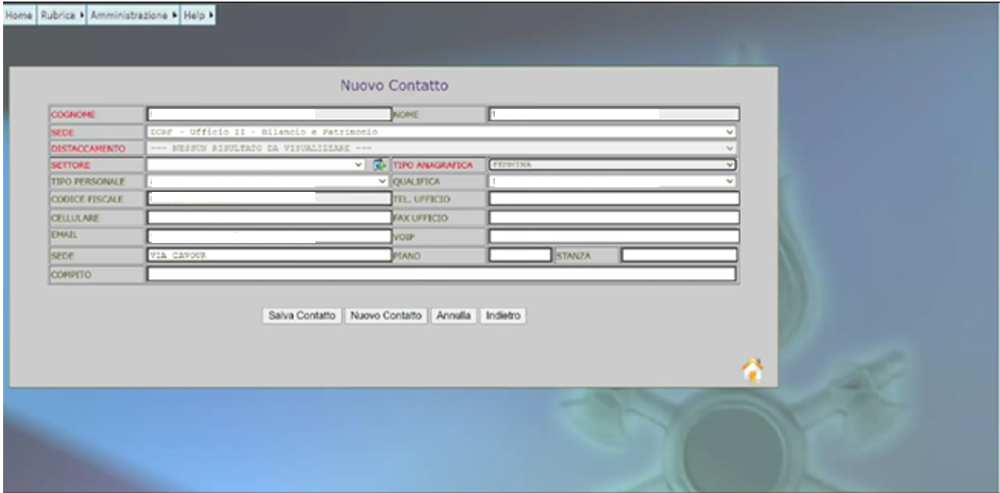 Home Rubrica Amministrazione Help
Nuovo Contatto
COGNOME NOME
SEDE DCRF - Ufficio II - Bilancio e Patrimonio
DISTACCAMENTO --- NESSUN RISULTATO DA VISUALIZZARE ---
SETTORE TIPO ANAGRAFICA FEMMINA
TIPO PERSONALE QUALIFICA
CODICE FISCALE TEL. UFFICIO
CELLULARE FAX UFFICIO
EMAIL VOIP
SEDE VIA CAVOUR PIANO STANZA
COMPITO
Salva Contatto Nuovo Contatto Annulla Indietro